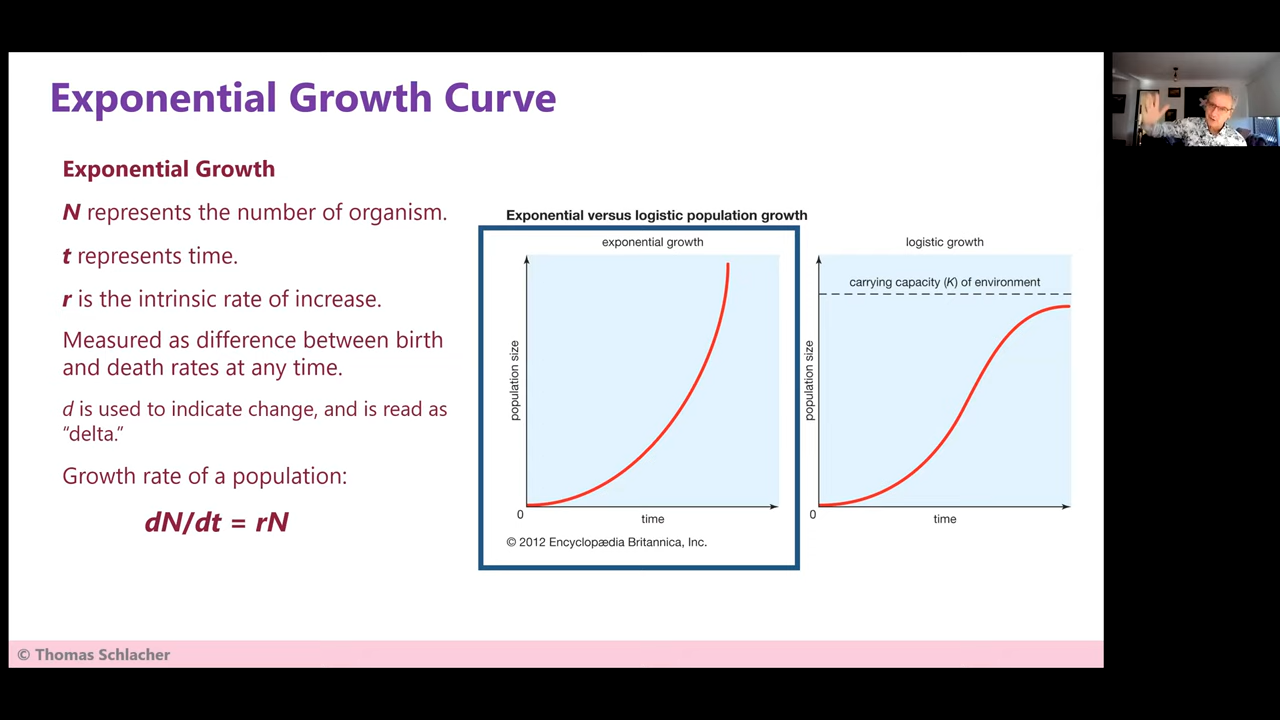 Exponential Growth Curve
Exponential Growth
N represents the number of organism.
t represents time.
r is the intrinsic rate of increase.
Measured as difference between birth
and death rates at any time.
d is used to indicate change, and is read as
“delta.”
Growth rate of a population:
dN/dt = rN
Exponential versus logistic population growth
exponential growth
population size
0
time
© 2012 Encyclopædia Britannica, Inc.
logistic growth
carrying capacity (K) of environment
population size
0
time
© Thomas Schlacher